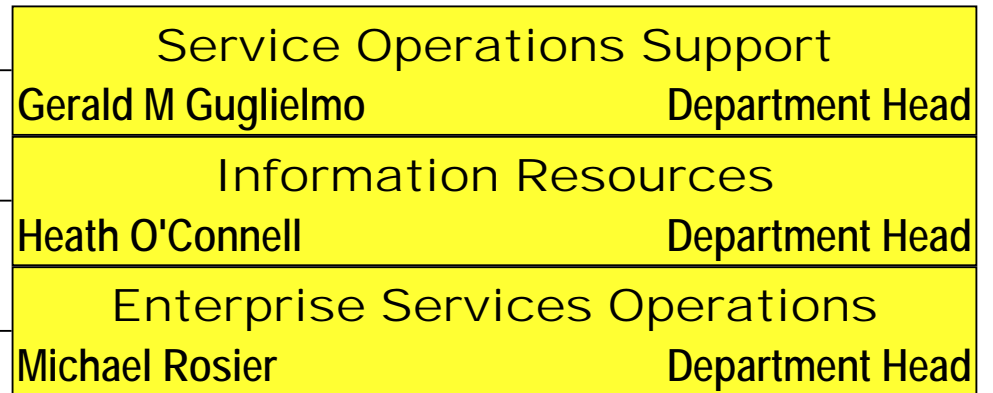 Service Operations Support
Gerald M Guglielmo Department Head
Information Resources
Heath O'Connell Department Head
Enterprise Services Operations
Michael Rosier Department Head